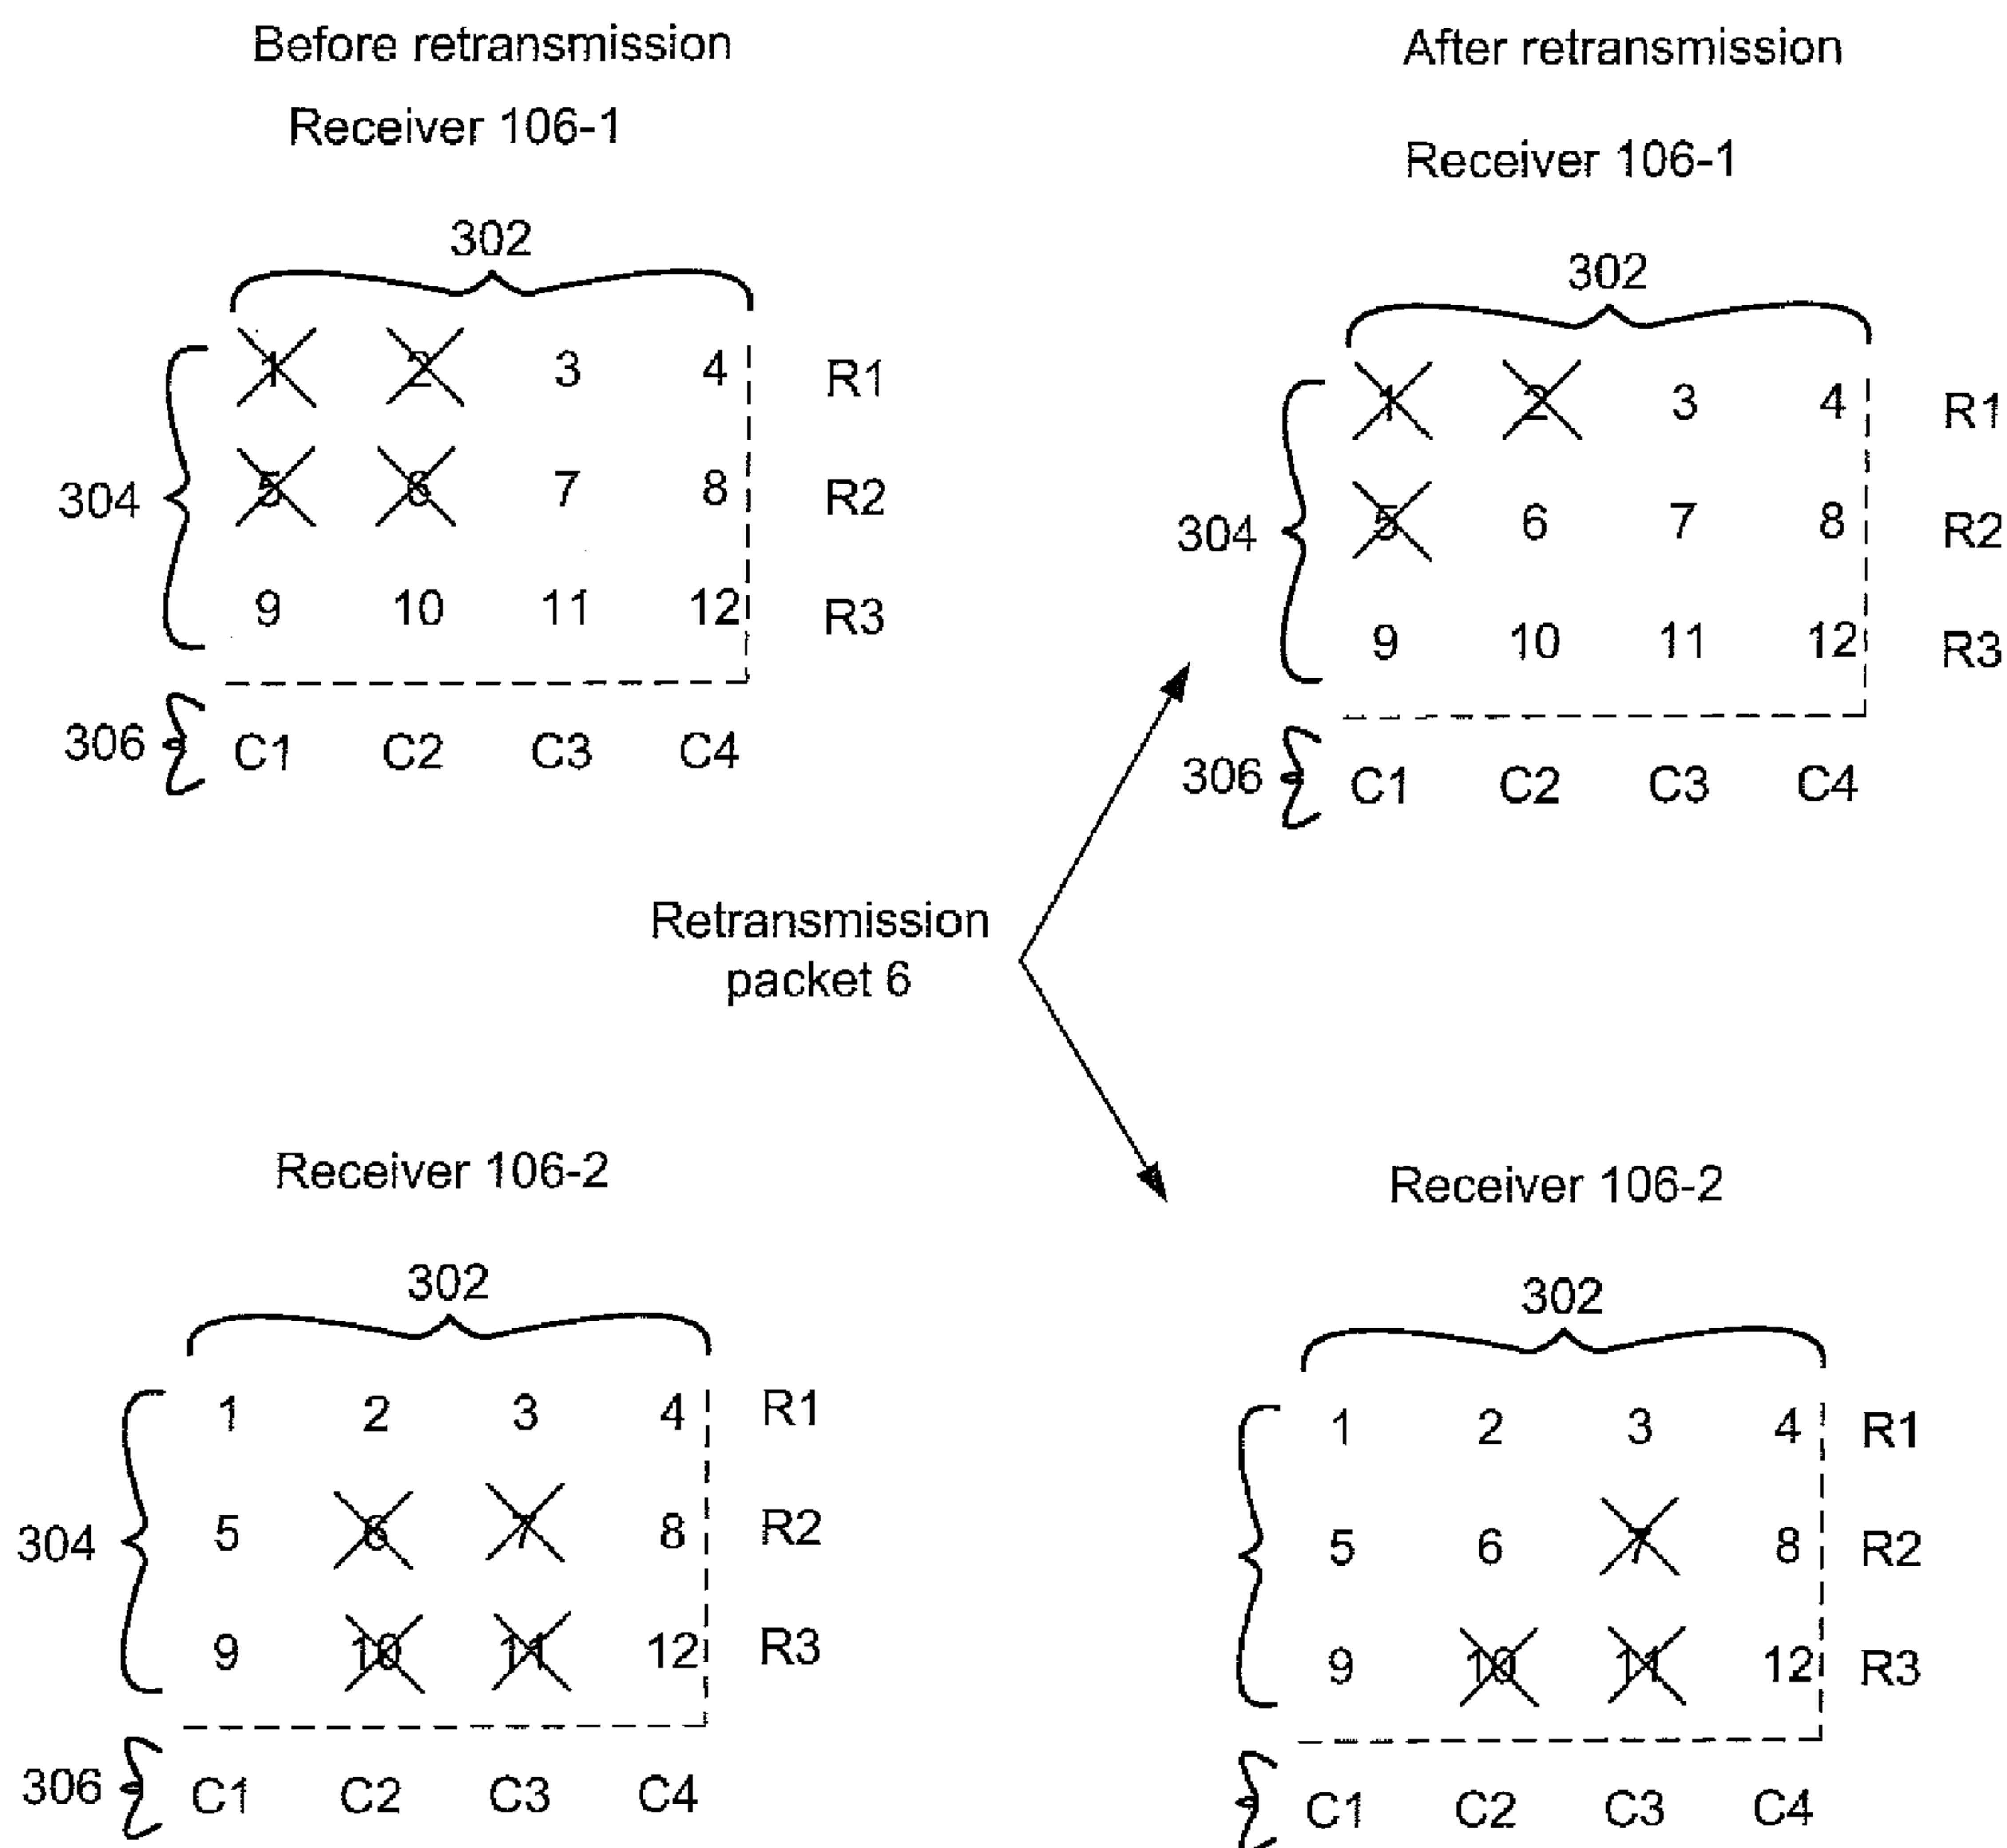 Before retransmission
Receiver 106-1
302
1 2 3 4 R1
304
5 6 7 8 R2
9 10 11 12 R3
306 C1 C2 C3 C4
After retransmission
Receiver 106-1
302
1 2 3 4 R1
304
5 6 7 8 R2
9 10 11 12 R3
306 C1 C2 C3 C4
Retransmission
packet 6
Receiver 106-2
302
1 2 3 4 R1
304
5 6 7 8 R2
9 10 11 12 R3
306 C1 C2 C3 C4
Receiver 106-2
302
1 2 3 4 R1
5 6 7 8 R2
9 10 11 12 R3
C1 C2 C3 C4